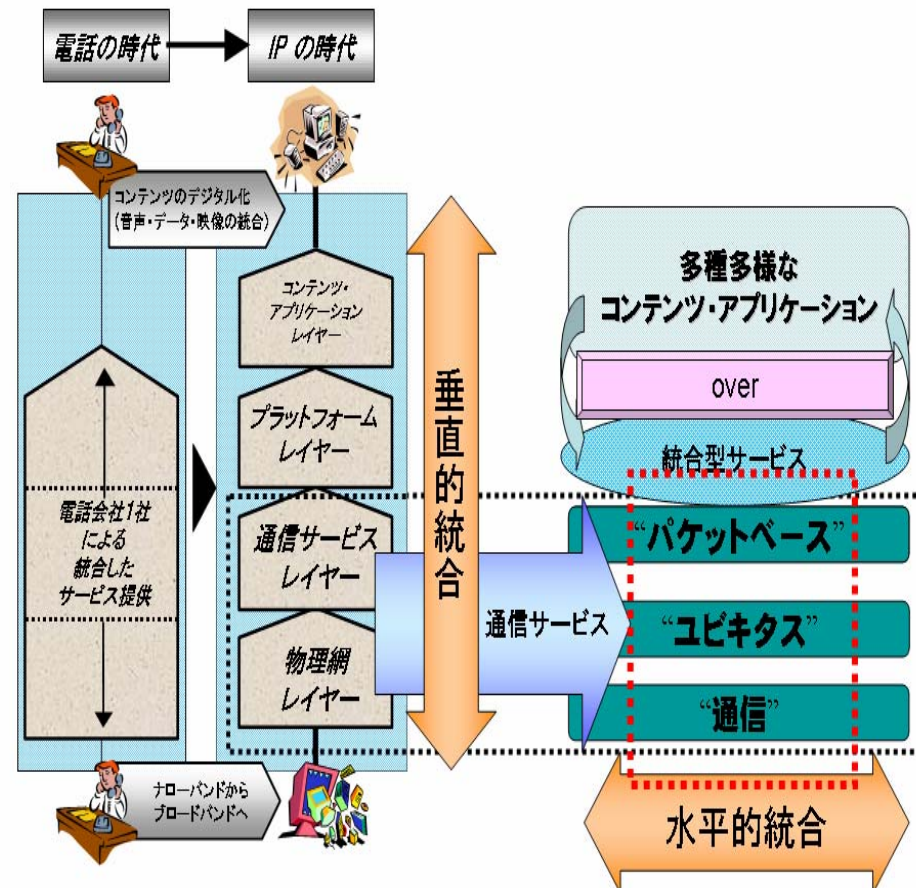 電話の時代
IP の時代
コンテンツのデジタル化
(音声・データ・映像の統合)
コンテンツ・
アプリケーション
レイヤー
プラットフォーム
レイヤー
通信サービス
レイヤー
物理網
レイヤー
電話会社1社
による
統合した
サービス提供
ナローバンドから
ブロードバンドへ
垂直的統合
通信サービス
多種多様な
コンテンツ・アプリケーション
over
統合型サービス
“パケットベース”
“ユビキタス”
“通信”
水平的統合